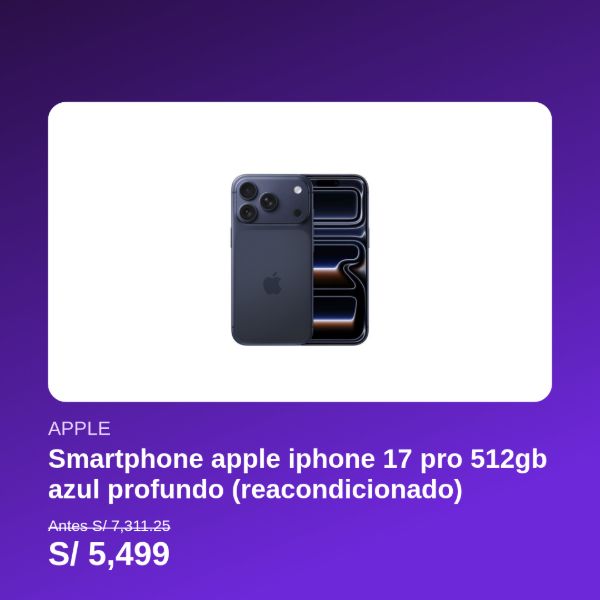 APPLE
Smartphone apple iphone 17 pro 512gb
azul profundo (reacondicionado)
Antes S/ 7,311.25
S/ 5,499